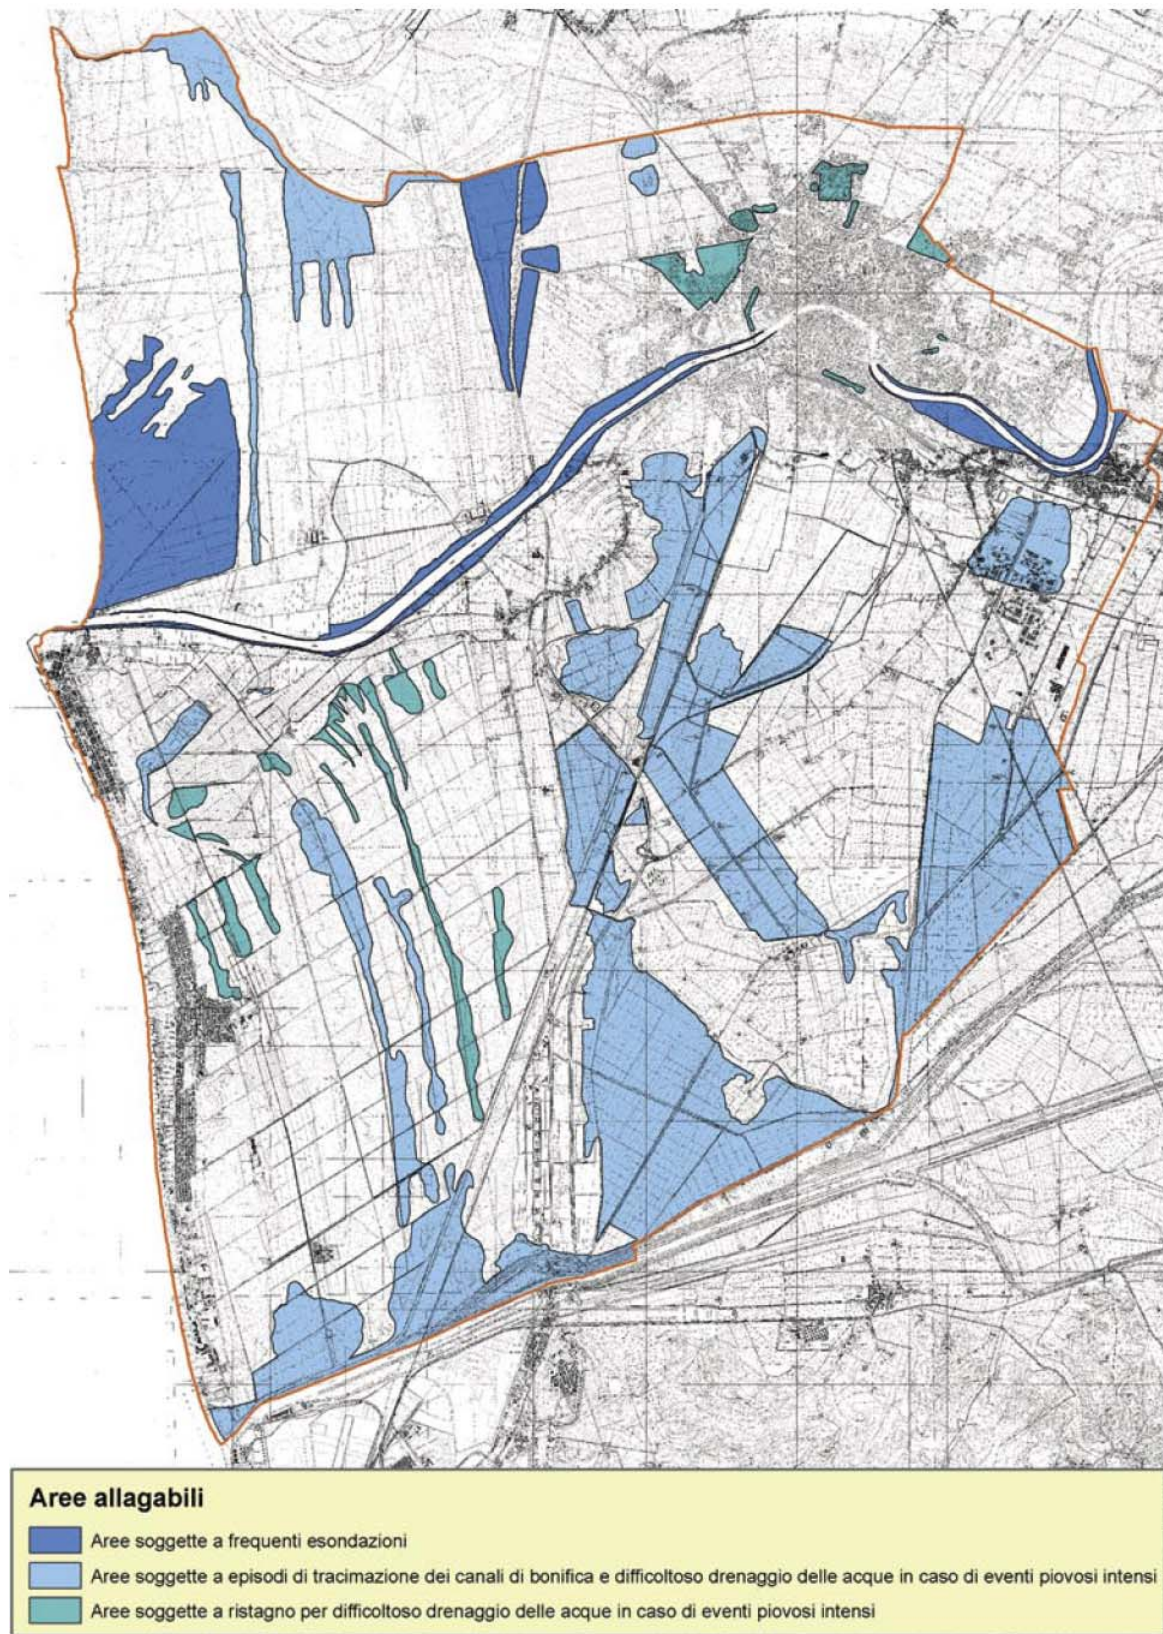 Aree allagabili
Aree soggette a frequenti esondazioni
Aree soggette a episodi di tracimazione dei canali di bonifica e difficoltoso drenaggio delle acque in caso di eventi piovosi intensi
Aree soggette a ristagno per difficoltoso drenaggio delle acque in caso di eventi piovosi intensi